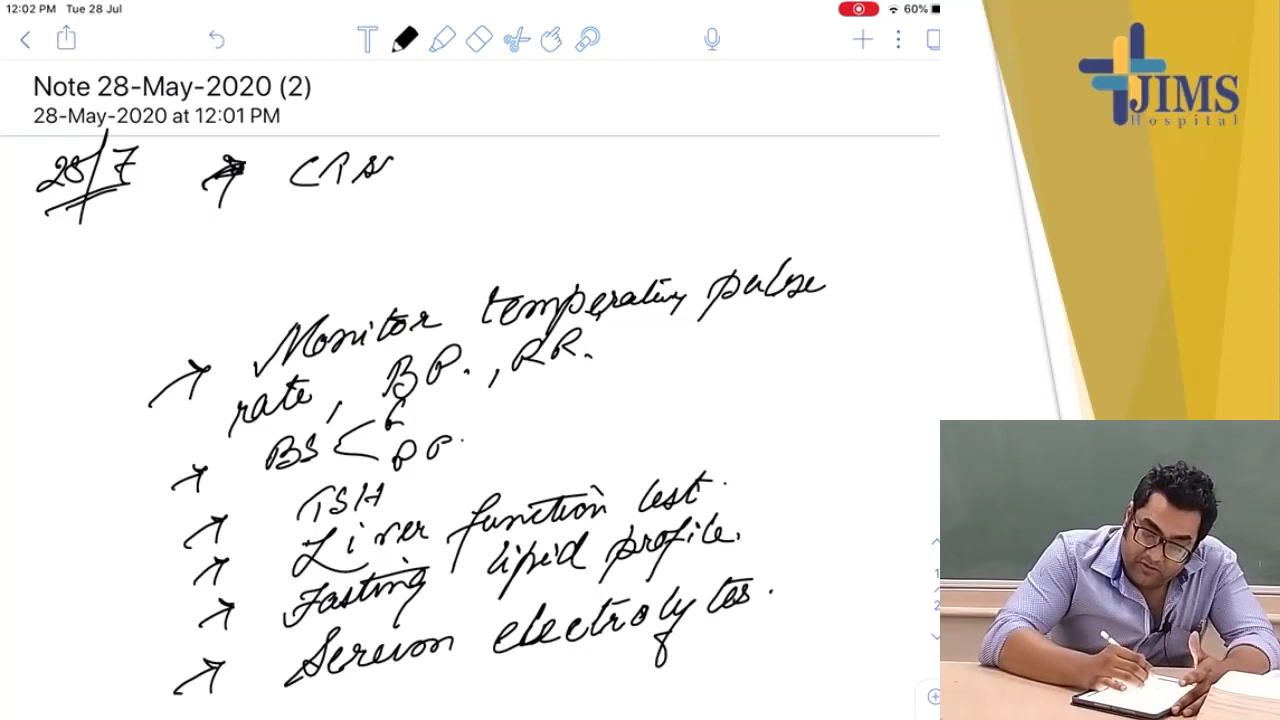 12:02 PM Tue 28 Jul
60%
T
Note 28-May-2020 (2)
28-May-2020 at 12:01 PM
28/7
Monitor temperature pulse
rate, BP., RR.
BS F
PP.
TSH
Liver function test.
Fasting lipid profile.
Serum electrolytes.
JIMS
Hospital